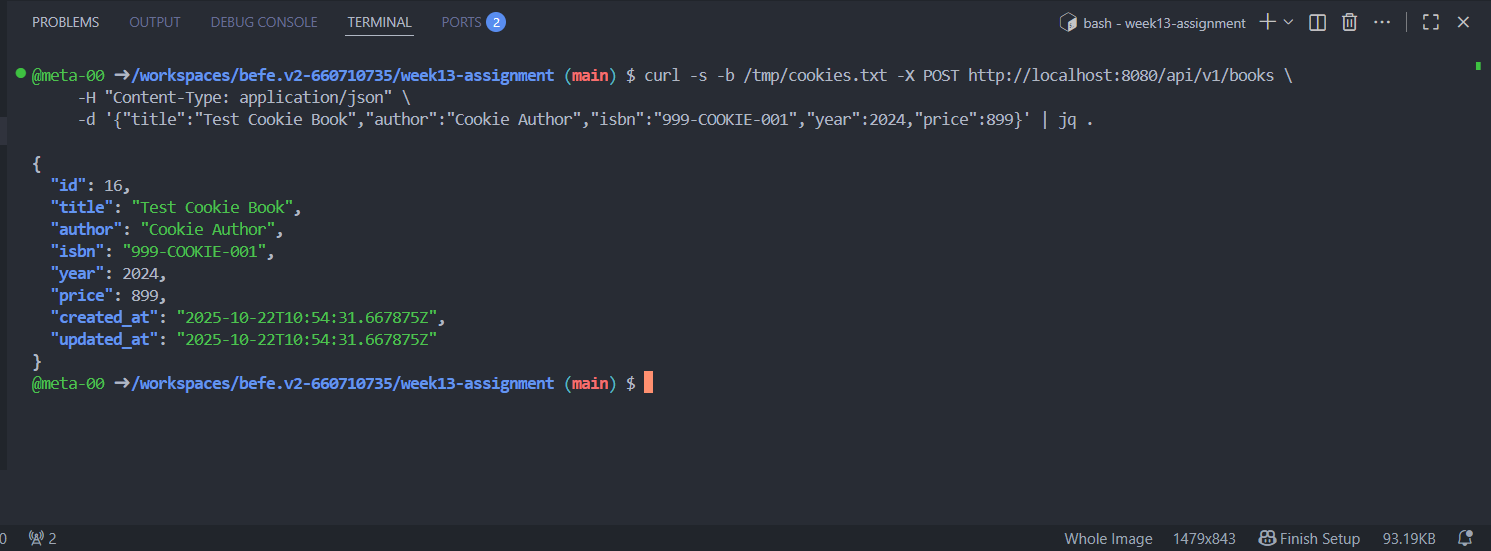 PROBLEMS OUTPUT DEBUG CONSOLE TERMINAL PORTS 2 bash - week13-assignment
@meta-00 ➜/workspaces/befe.v2-660710735/week13-assignment (main) $ curl -s -b /tmp/cookies.txt -X POST http://localhost:8080/api/v1/books \
-H "Content-Type: application/json" \
-d '{"title":"Test Cookie Book","author":"Cookie Author","isbn":"999-COOKIE-001","year":2024,"price":899}' | jq .
{
"id": 16,
"title": "Test Cookie Book",
"author": "Cookie Author",
"isbn": "999-COOKIE-001",
"year": 2024,
"price": 899,
"created_at": "2025-10-22T10:54:31.667875Z",
"updated_at": "2025-10-22T10:54:31.667875Z"
}
@meta-00 ➜/workspaces/befe.v2-660710735/week13-assignment (main) $
0 2 Whole Image 1479x843 Finish Setup 93.19KB